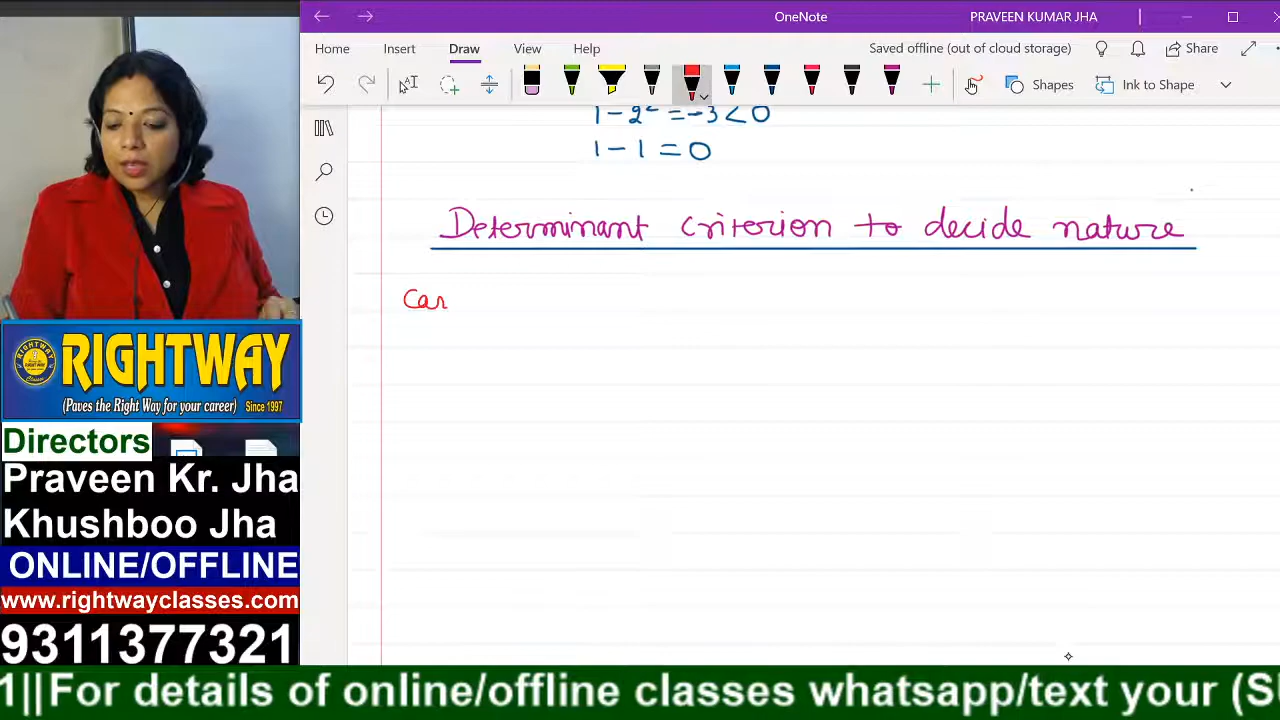 OneNote
PRAVEEN KUMAR JHA
Home
Insert
Draw
View
Help
Saved offline (out of cloud storage)
Share
Shapes
Ink to Shape
1 - 2² = -3 < 0
1 - 1 = 0
Determinant criterion to decide nature
Car
RIGHTWAY
(Paves the Right Way for your career) Since 1997
Directors
Praveen Kr. Jha
Khushboo Jha
ONLINE/OFFLINE
www.rightwayclasses.com
9311377321
1||For details of online/offline classes whatsapp/text your (S